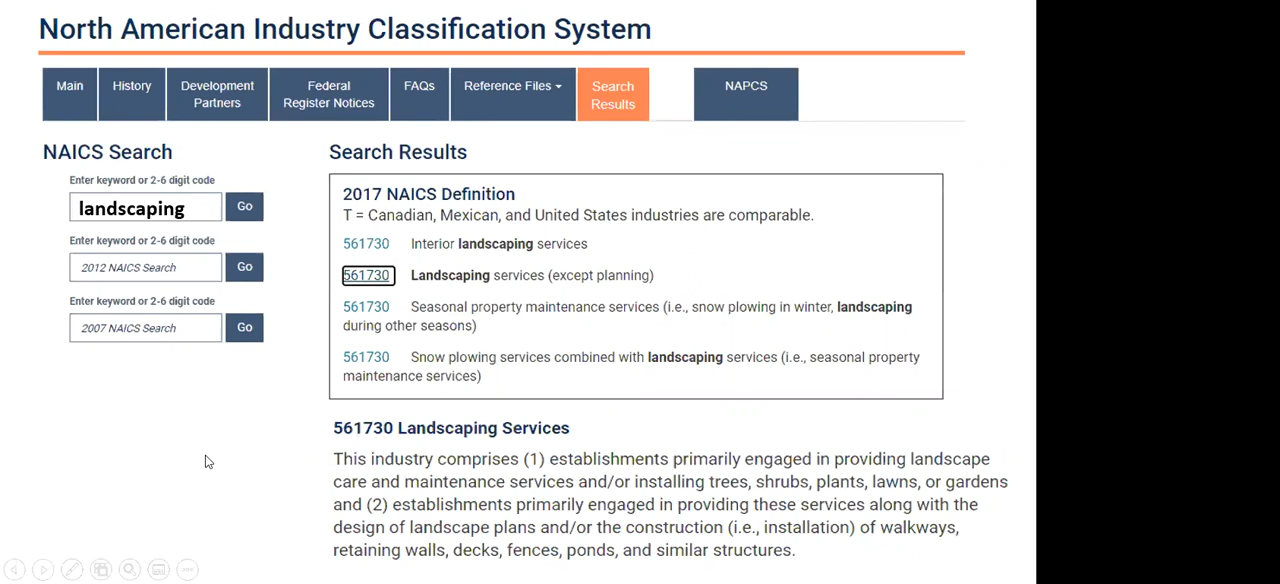 North American Industry Classification System
Main
History
Development
Partners
Federal
Register Notices
FAQs
Reference Files
Search
Results
NAPCS
NAICS Search
Enter keyword or 2-6 digit code
landscaping Go
Enter keyword or 2-6 digit code
2012 NAICS Search Go
Enter keyword or 2-6 digit code
2007 NAICS Search Go
Search Results
2017 NAICS Definition
T = Canadian, Mexican, and United States industries are comparable.
561730 Interior landscaping services
561730 Landscaping services (except planning)
561730 Seasonal property maintenance services (i.e., snow plowing in winter, landscaping
during other seasons)
561730 Snow plowing services combined with landscaping services (i.e., seasonal property
maintenance services)
561730 Landscaping Services
This industry comprises (1) establishments primarily engaged in providing landscape
care and maintenance services and/or installing trees, shrubs, plants, lawns, or gardens
and (2) establishments primarily engaged in providing these services along with the
design of landscape plans and/or the construction (i.e., installation) of walkways,
retaining walls, decks, fences, ponds, and similar structures.